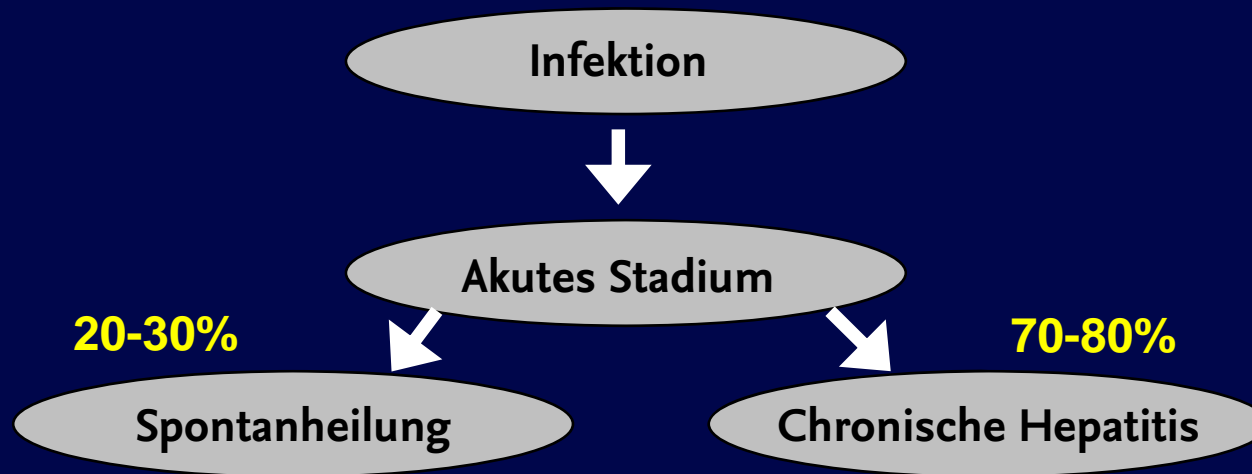 Infektion
Akutes Stadium
20-30%
70-80%
Spontanheilung
Chronische Hepatitis